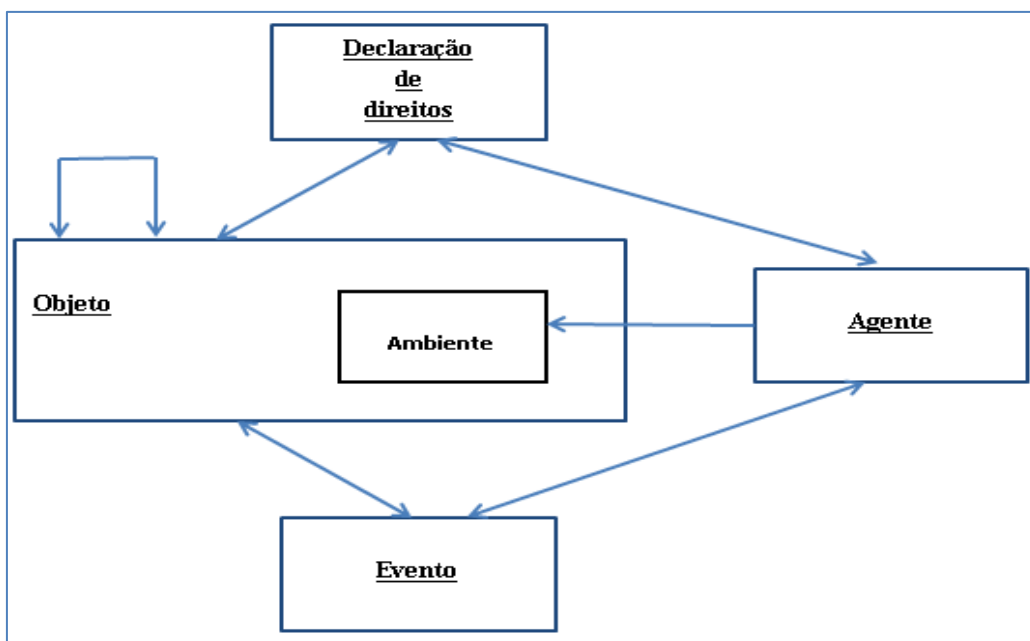 Declaração
de
direitos
Objeto
Ambiente
Agente
Evento